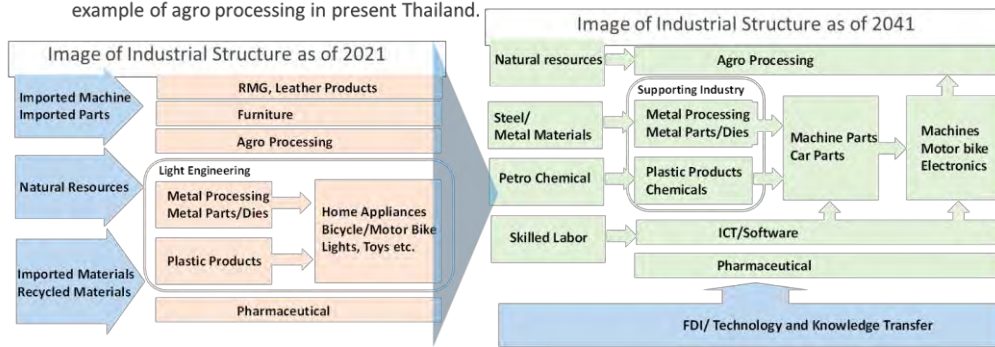 example of agro processing in present Thailand.
Image of Industrial Structure as of 2021
Imported Machine
Imported Parts
Natural Resources
Imported Materials
Recycled Materials
RMG, Leather Products
Furniture
Agro Processing
Light Engineering
Metal Processing
Metal Parts/Dies
Plastic Products
Home Appliances
Bicycle/Motor Bike
Lights, Toys etc.
Pharmaceutical
Image of Industrial Structure as of 2041
Natural resources
Agro Processing
Steel/
Metal Materials
Petro Chemical
Skilled Labor
Supporting Industry
Metal Processing
Metal Parts/Dies
Plastic Products
Chemicals
Machine Parts
Car Parts
Machines
Motor bike
Electronics
ICT/Software
Pharmaceutical
FDI/ Technology and Knowledge Transfer